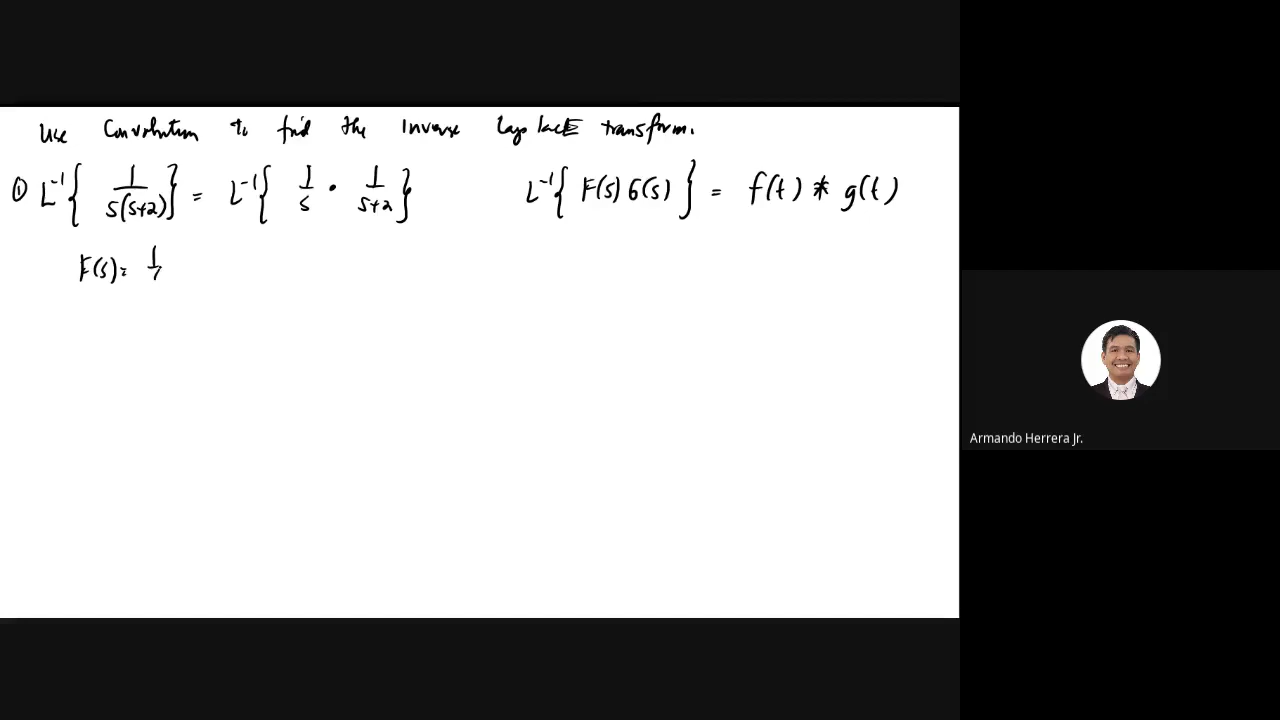 Use Convolution to find the Inverse Laplace transform.
① L⁻¹{ 1/(s(s+2)) } = L⁻¹{ 1/s · 1/(s+2) } L⁻¹{ F(s) G(s) } = f(t) * g(t)
F(s) = 1/
Armando Herrera Jr.